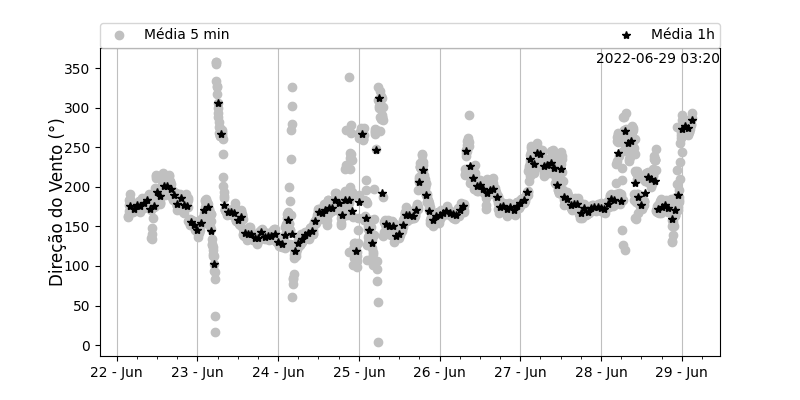 Média 5 min
Média 1h
2022-06-29 03:20
Direção do Vento (°)
350
300
250
200
150
100
50
0
22 - Jun
23 - Jun
24 - Jun
25 - Jun
26 - Jun
27 - Jun
28 - Jun
29 - Jun